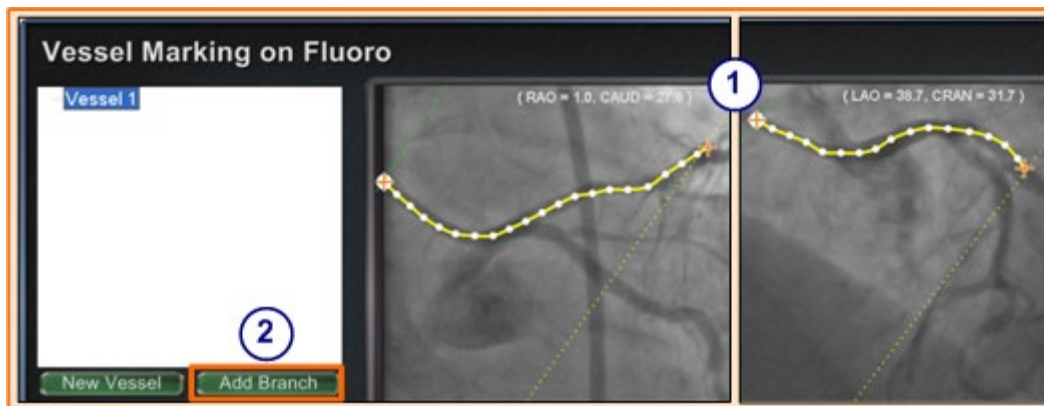 Vessel Marking on Fluoro
Vessel 1
( RAO = 1.0, CAUD = 27.6 )
1
( LAO = 38.7, CRAN = 31.7 )
2
New Vessel
Add Branch